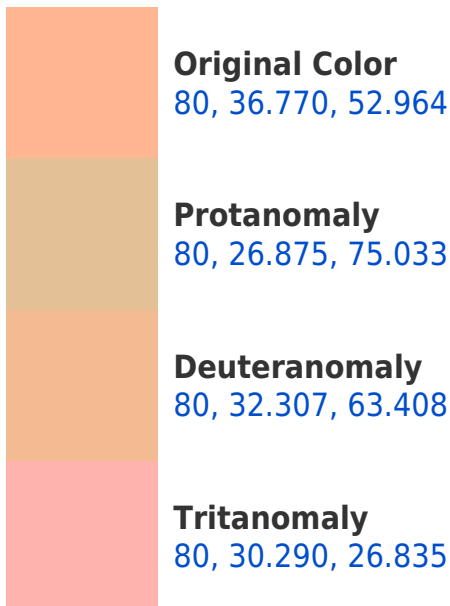 Original Color
80, 36.770, 52.964
Protanomaly
80, 26.875, 75.033
Deuteranomaly
80, 32.307, 63.408
Tritanomaly
80, 30.290, 26.835